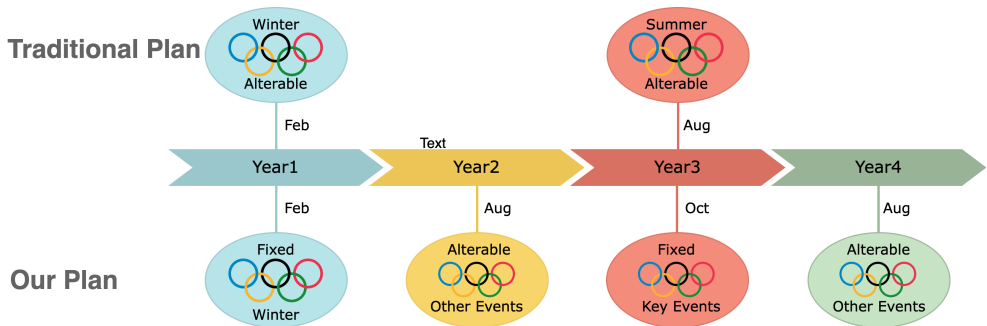 Winter
Summer
Traditional Plan
Alterable
Alterable
Feb
Aug
Text
Year1
Year2
Year3
Year4
Feb
Aug
Oct
Aug
Fixed
Alterable
Fixed
Alterable
Our Plan
Winter
Other Events
Key Events
Other Events